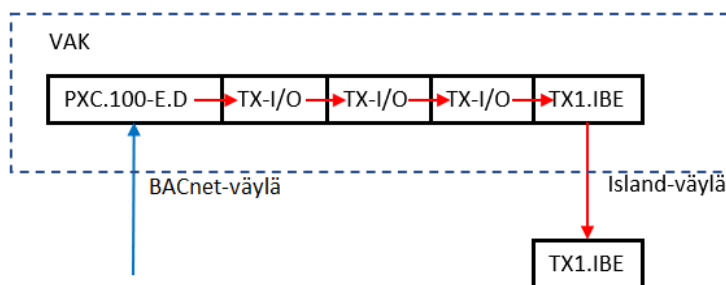 VAK
PXC.100-E.D TX-I/O TX-I/O TX-I/O TX1.IBE
BACnet-väylä
Island-väylä
TX1.IBE